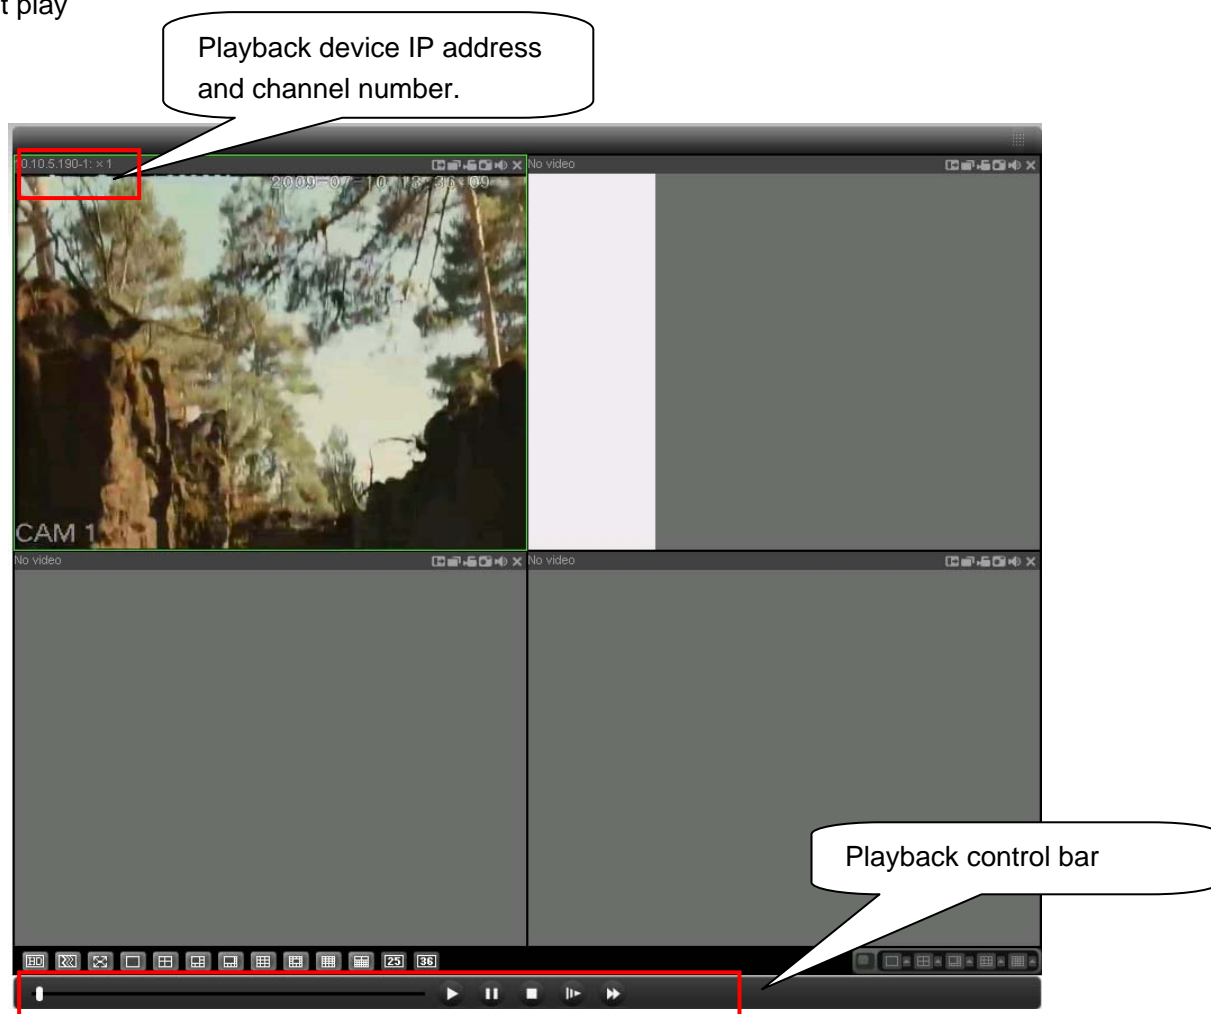 t play
Playback device IP address
and channel number.
0.10.5.190-1: × 1
No video
2009-07-10 13:36:09
CAM 1
No video
No video
HD
25
36
Playback control bar